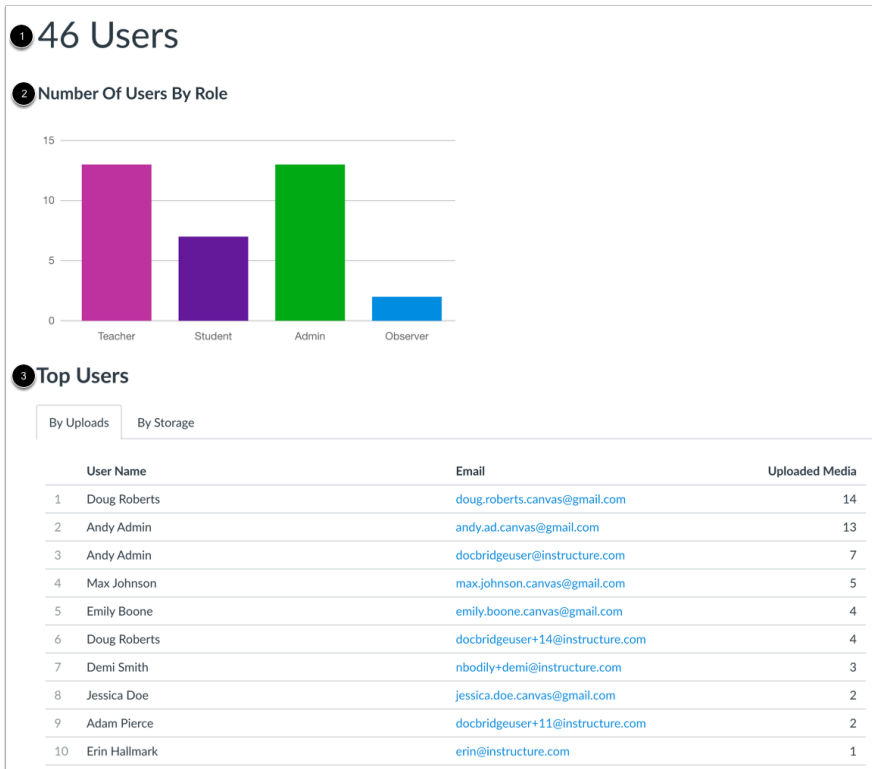 1 46 Users
2 Number Of Users By Role
15
10
5
0
Teacher Student Admin Observer
3 Top Users
By Uploads By Storage
User Name Email Uploaded Media
1 Doug Roberts doug.roberts.canvas@gmail.com 14
2 Andy Admin andy.ad.canvas@gmail.com 13
3 Andy Admin docbridgeuser@instructure.com 7
4 Max Johnson max.johnson.canvas@gmail.com 5
5 Emily Boone emily.boone.canvas@gmail.com 4
6 Doug Roberts docbridgeuser+14@instructure.com 4
7 Demi Smith nbodily+demi@instructure.com 3
8 Jessica Doe jessica.doe.canvas@gmail.com 2
9 Adam Pierce docbridgeuser+11@instructure.com 2
10 Erin Hallmark erin@instructure.com 1